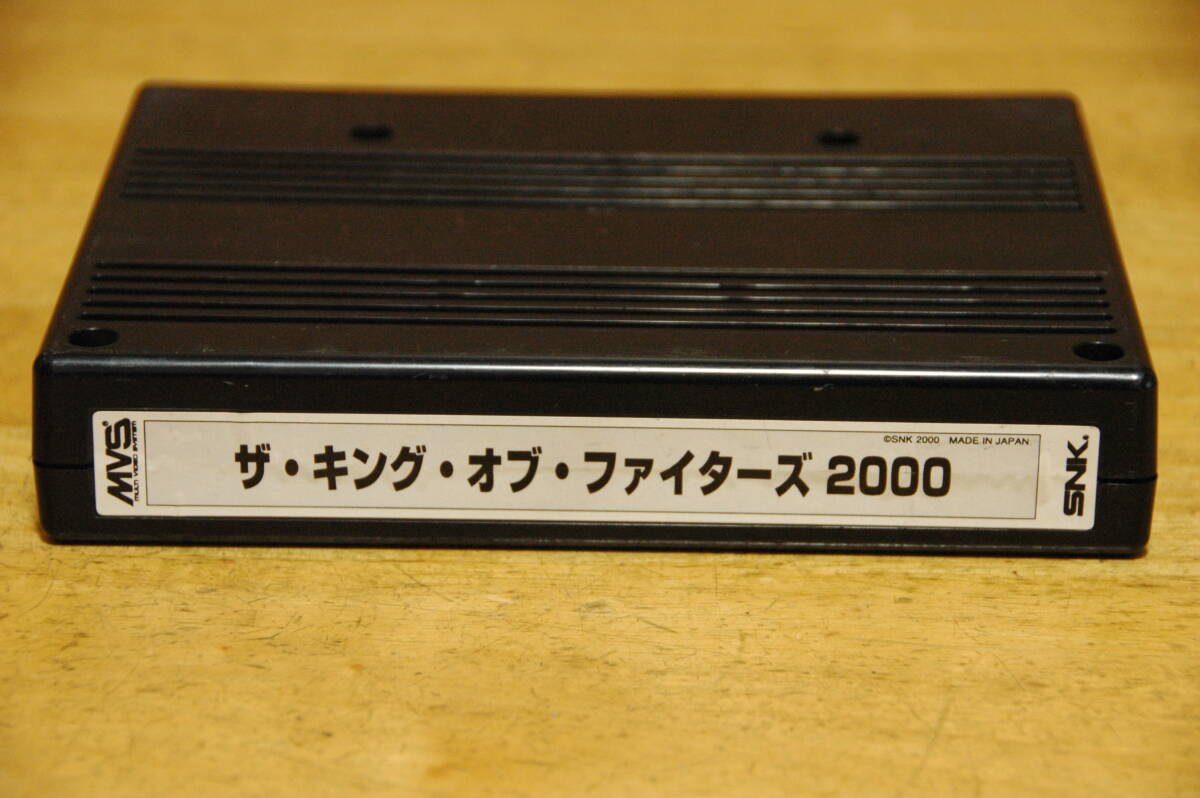 MVS®
MULTI VIDEO SYSTEM
©SNK 2000 MADE IN JAPAN
ザ・キング・オブ・ファイターズ 2000
SNK®